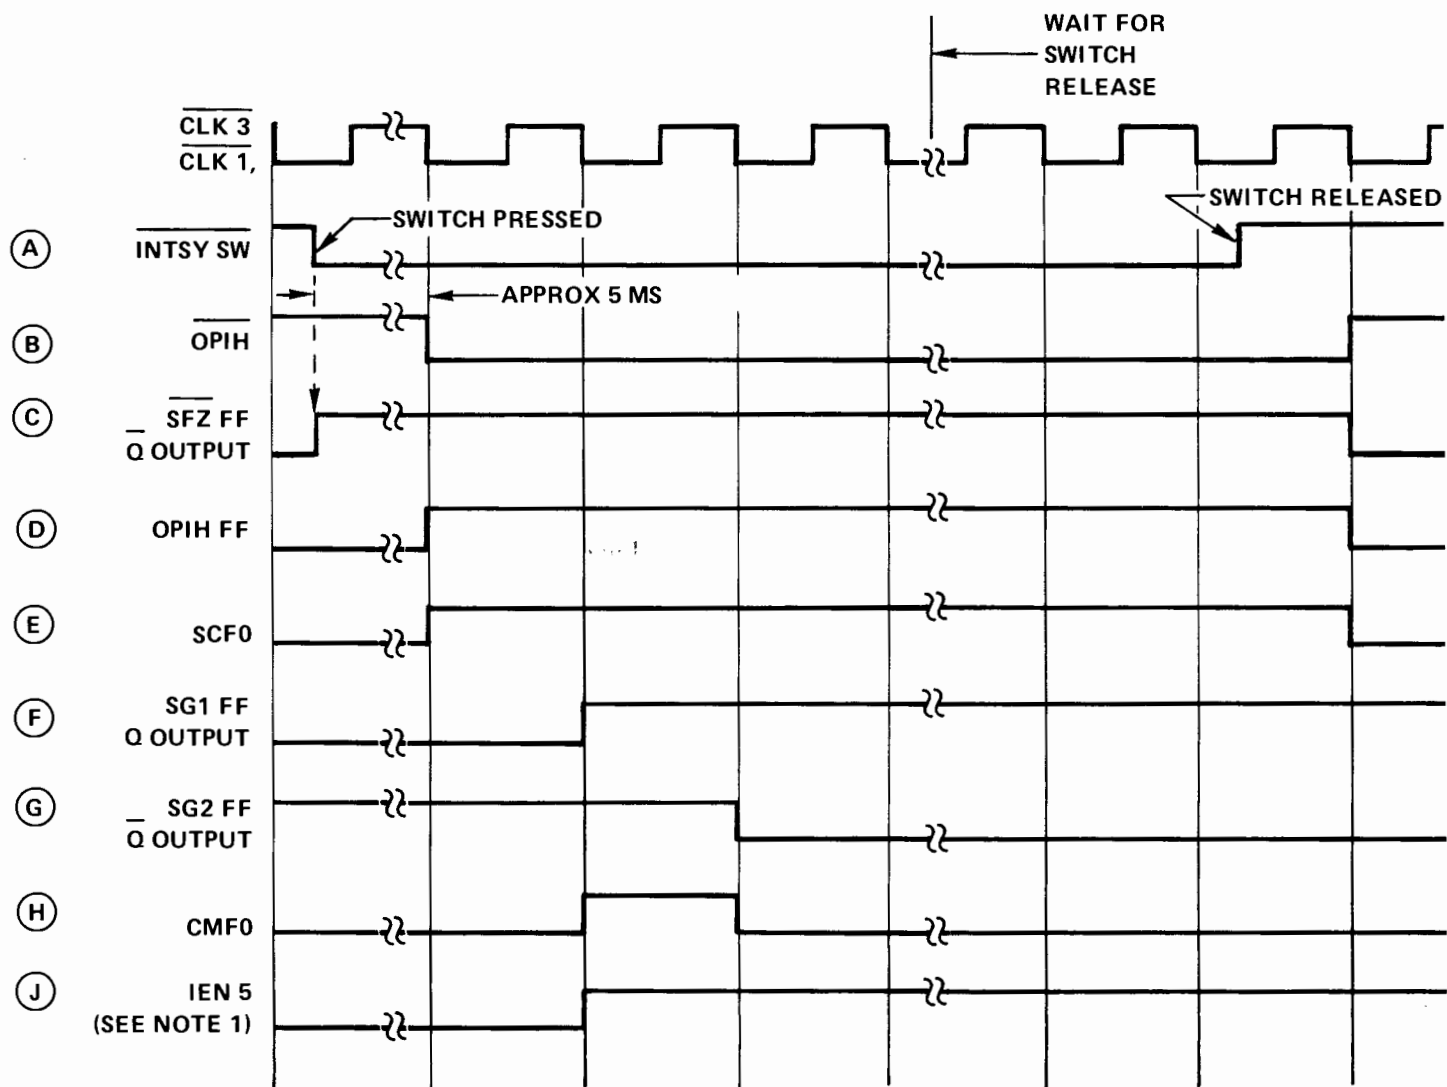 WAIT FOR
SWITCH
RELEASE
CLK 3
CLK 1,
SWITCH RELEASED
SWITCH PRESSED
A INTSY SW
APPROX 5 MS
B OPIH
C SFZ FF
Q OUTPUT
D OPIH FF
E SCF0
F SG1 FF
Q OUTPUT
G SG2 FF
Q OUTPUT
H CMF0
J IEN 5
(SEE NOTE 1)